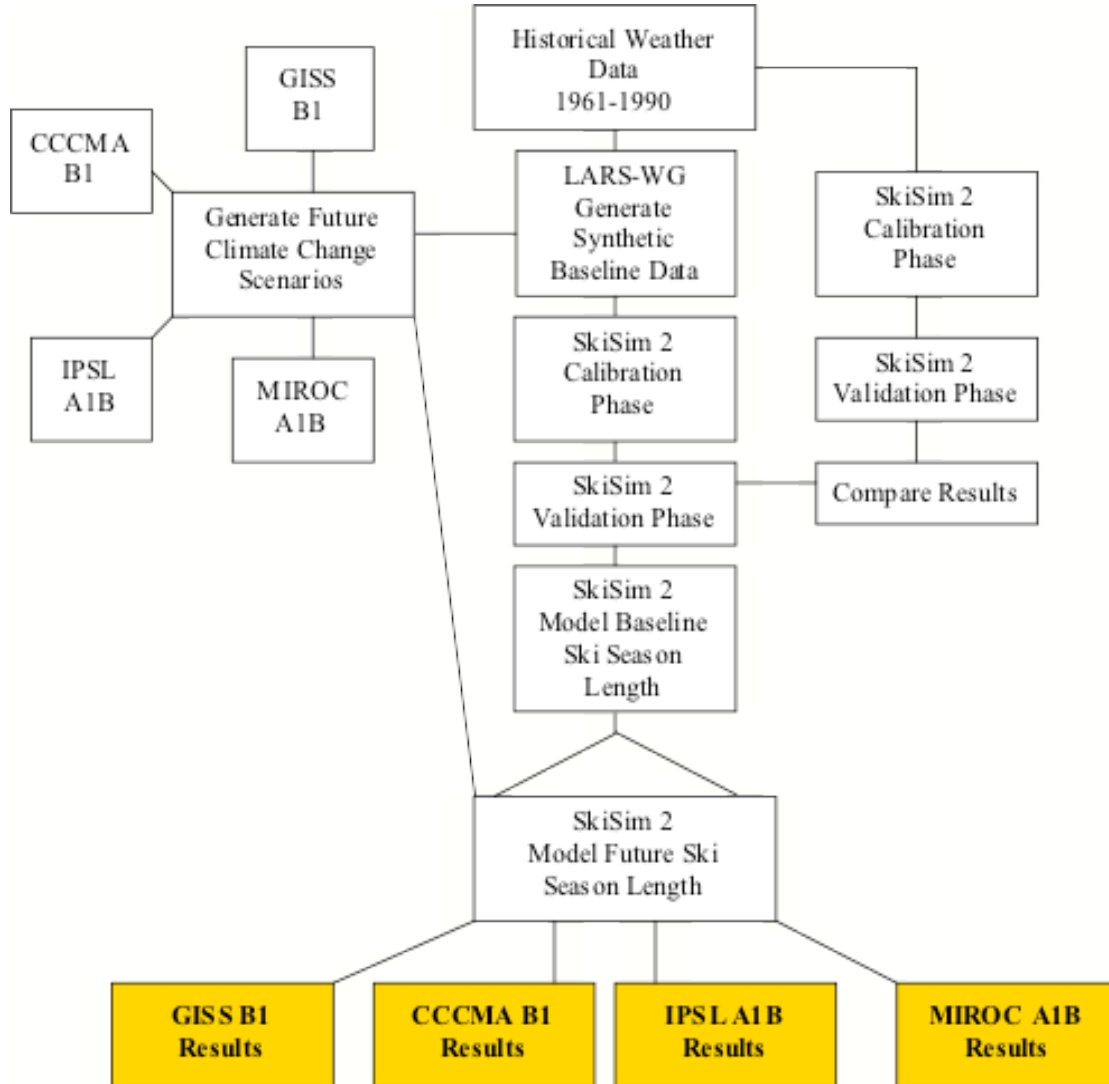 Historical Weather
Data
1961-1990
GISS
B1
CCCMA
B1
LARS-WG
Generate
Synthetic
Baseline Data
SkiSim 2
Calibration
Phase
Generate Future
Climate Change
Scenarios
IPSL
A1B
MIROC
A1B
SkiSim 2
Calibration
Phase
SkiSim 2
Validation Phase
SkiSim 2
Validation Phase
Compare Results
SkiSim 2
Model Baseline
Ski Season
Length
SkiSim 2
Model Future Ski
Season Length
GISS B1
Results
CCCMA B1
Results
IPSL A1B
Results
MIROC A1B
Results